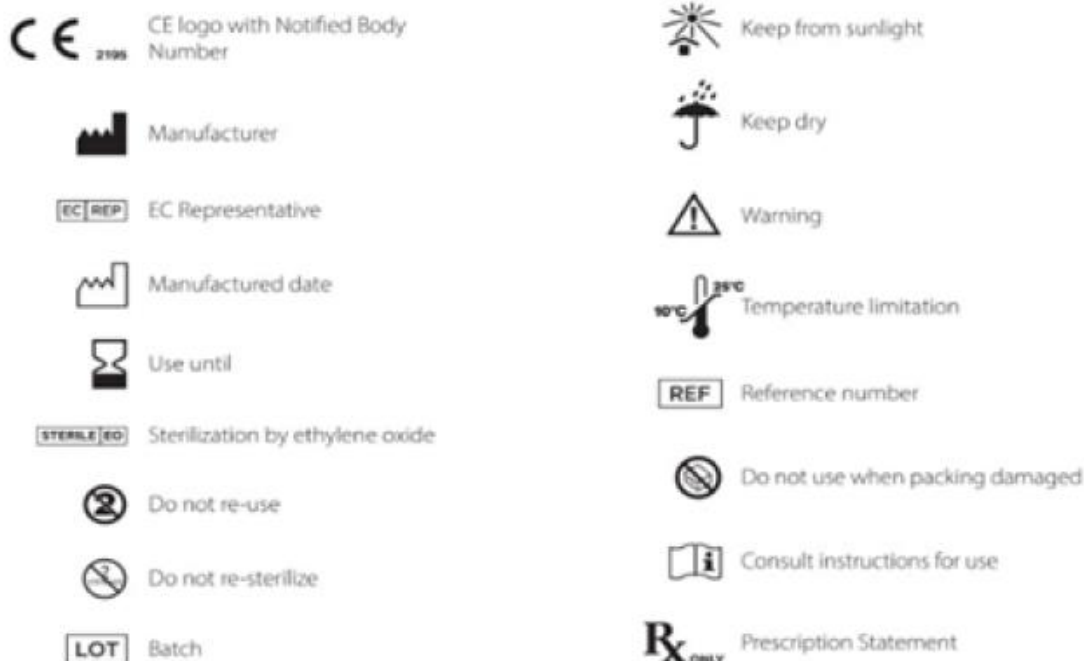 CE 2195 CE logo with Notified Body
Number
Manufacturer
EC REP EC Representative
Manufactured date
Use until
STERILE EO Sterilization by ethylene oxide
2 Do not re-use
2 Do not re-sterilize
LOT Batch
Keep from sunlight
Keep dry
! Warning
10°C 25°C Temperature limitation
REF Reference number
Do not use when packing damaged
i Consult instructions for use
Rx ONLY Prescription Statement